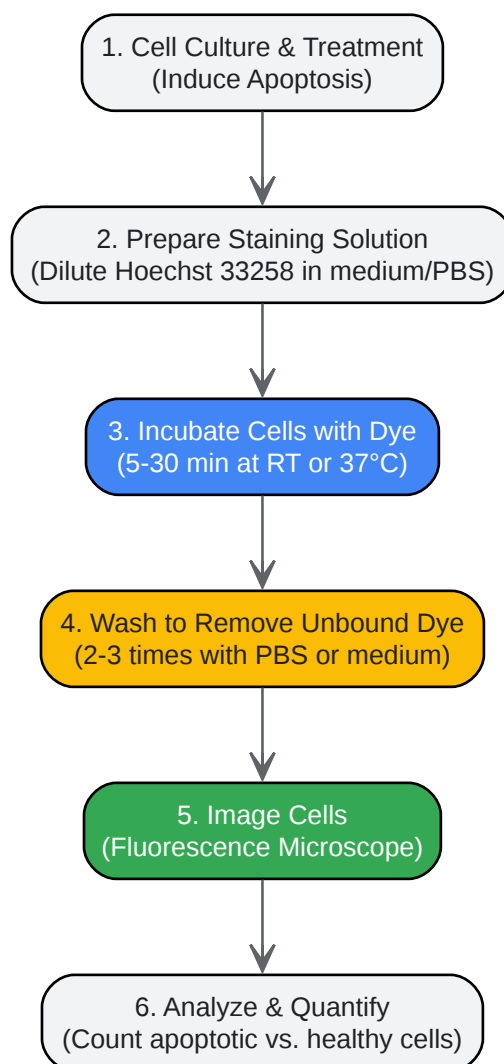 1. Cell Culture & Treatment
(Induce Apoptosis)
2. Prepare Staining Solution
(Dilute Hoechst 33258 in medium/PBS)
3. Incubate Cells with Dye
(5-30 min at RT or 37°C)
4. Wash to Remove Unbound Dye
(2-3 times with PBS or medium)
5. Image Cells
(Fluorescence Microscope)
6. Analyze & Quantify
(Count apoptotic vs. healthy cells)